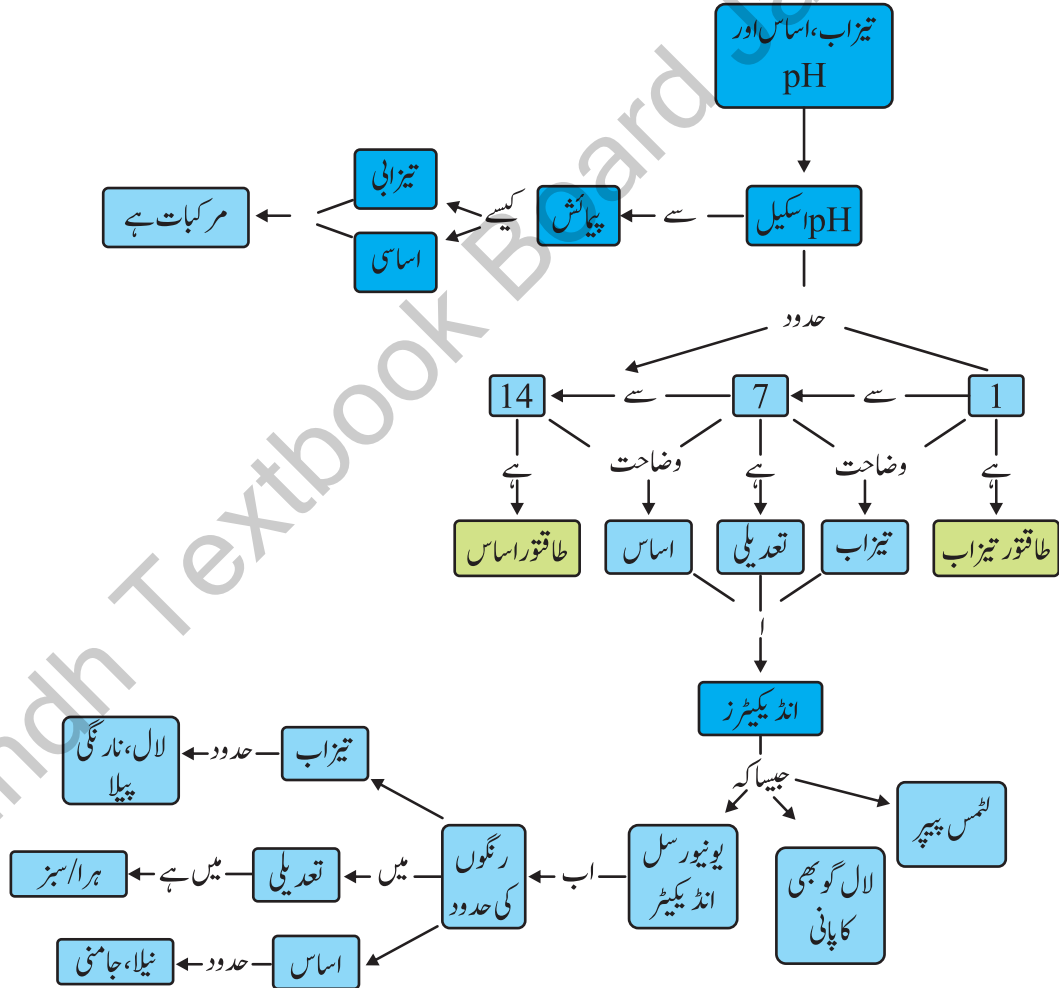 تیزاب، اساس اور
pH
pH اسکیل
سے
پیمائش
کیسے
تیزابی
اساسی
مرکبات ہے
حدود
1
سے
7
سے
14
ہے
وضاحت
ہے
وضاحت
ہے
طاقتور تیزاب
تیزاب
تعدیلی
اساس
طاقتور اساس
ا
انڈیکیٹرز
جیساکہ
لٹمس پیپر
لال گوبھی
کا پانی
یونیورسل
انڈیکیٹر
اب
رنگوں
کی حدود
تیزاب
حدود
لال، نارنگی
پیلا
میں
تعدیلی
میں ہے
ہرا/سبز
اساس
حدود
نیلا، جامنی
ndh Textbook Board Ja